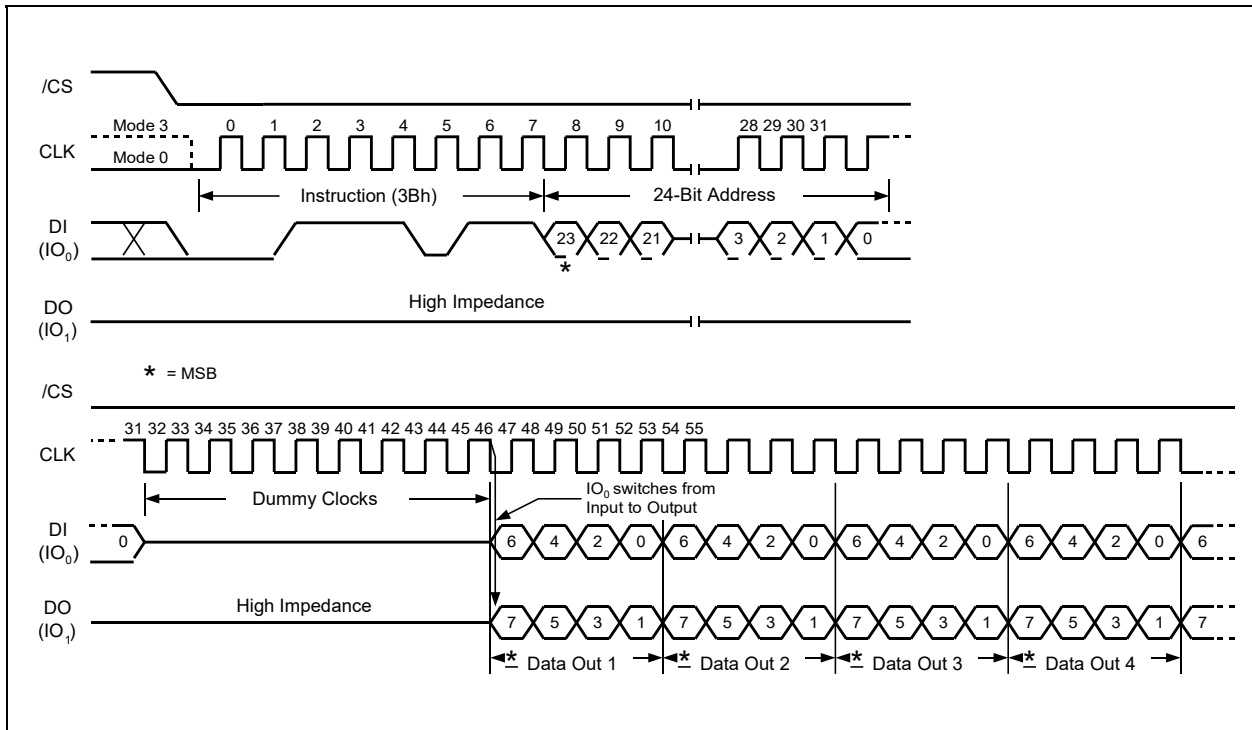 /CS
Mode 3
0 1 2 3 4 5 6 7 8 9 10 28 29 30 31
CLK
Mode 0
Instruction (3Bh) 24-Bit Address
DI
(IO0)
23 22 21 3 2 1 0
*
High Impedance
DO
(IO1)
* = MSB
/CS
31 32 33 34 35 36 37 38 39 40 41 42 43 44 45 46 47 48 49 50 51 52 53 54 55
CLK
Dummy Clocks
IO0 switches from
Input to Output
DI
(IO0)
0 6 4 2 0 6 4 2 0 6 4 2 0 6 4 2 0 6
High Impedance
DO
(IO1)
7 5 3 1 7 5 3 1 7 5 3 1 7 5 3 1 7
* Data Out 1 * Data Out 2 * Data Out 3 * Data Out 4